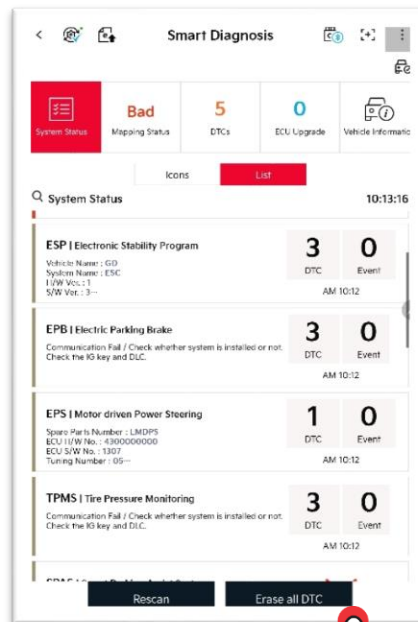 Smart Diagnosis
System Status
Bad
Mapping Status
5
DTCs
0
ECU Upgrade
Vehicle Informatic
Icons
List
System Status
10:13:16
ESP | Electronic Stability Program
Vehicle Name : GD
System Name : ESC
H/W Ver. : 1
S/W Ver. : 3...
3
DTC
0
Event
AM 10:12
EPB | Electric Parking Brake
Communication Fail / Check whether system is installed or not.
Check the IG key and DLC.
3
DTC
0
Event
AM 10:12
EPS | Motor driven Power Steering
Spare Parts Number : LMDPS
ECU H/W No. : 4300000000
ECU S/W No. : 1307
Tuning Number : 05...
1
DTC
0
Event
AM 10:12
TPMS | Tire Pressure Monitoring
Communication Fail / Check whether system is installed or not.
Check the IG key and DLC.
3
DTC
0
Event
AM 10:12
Rescan
Erase all DTC